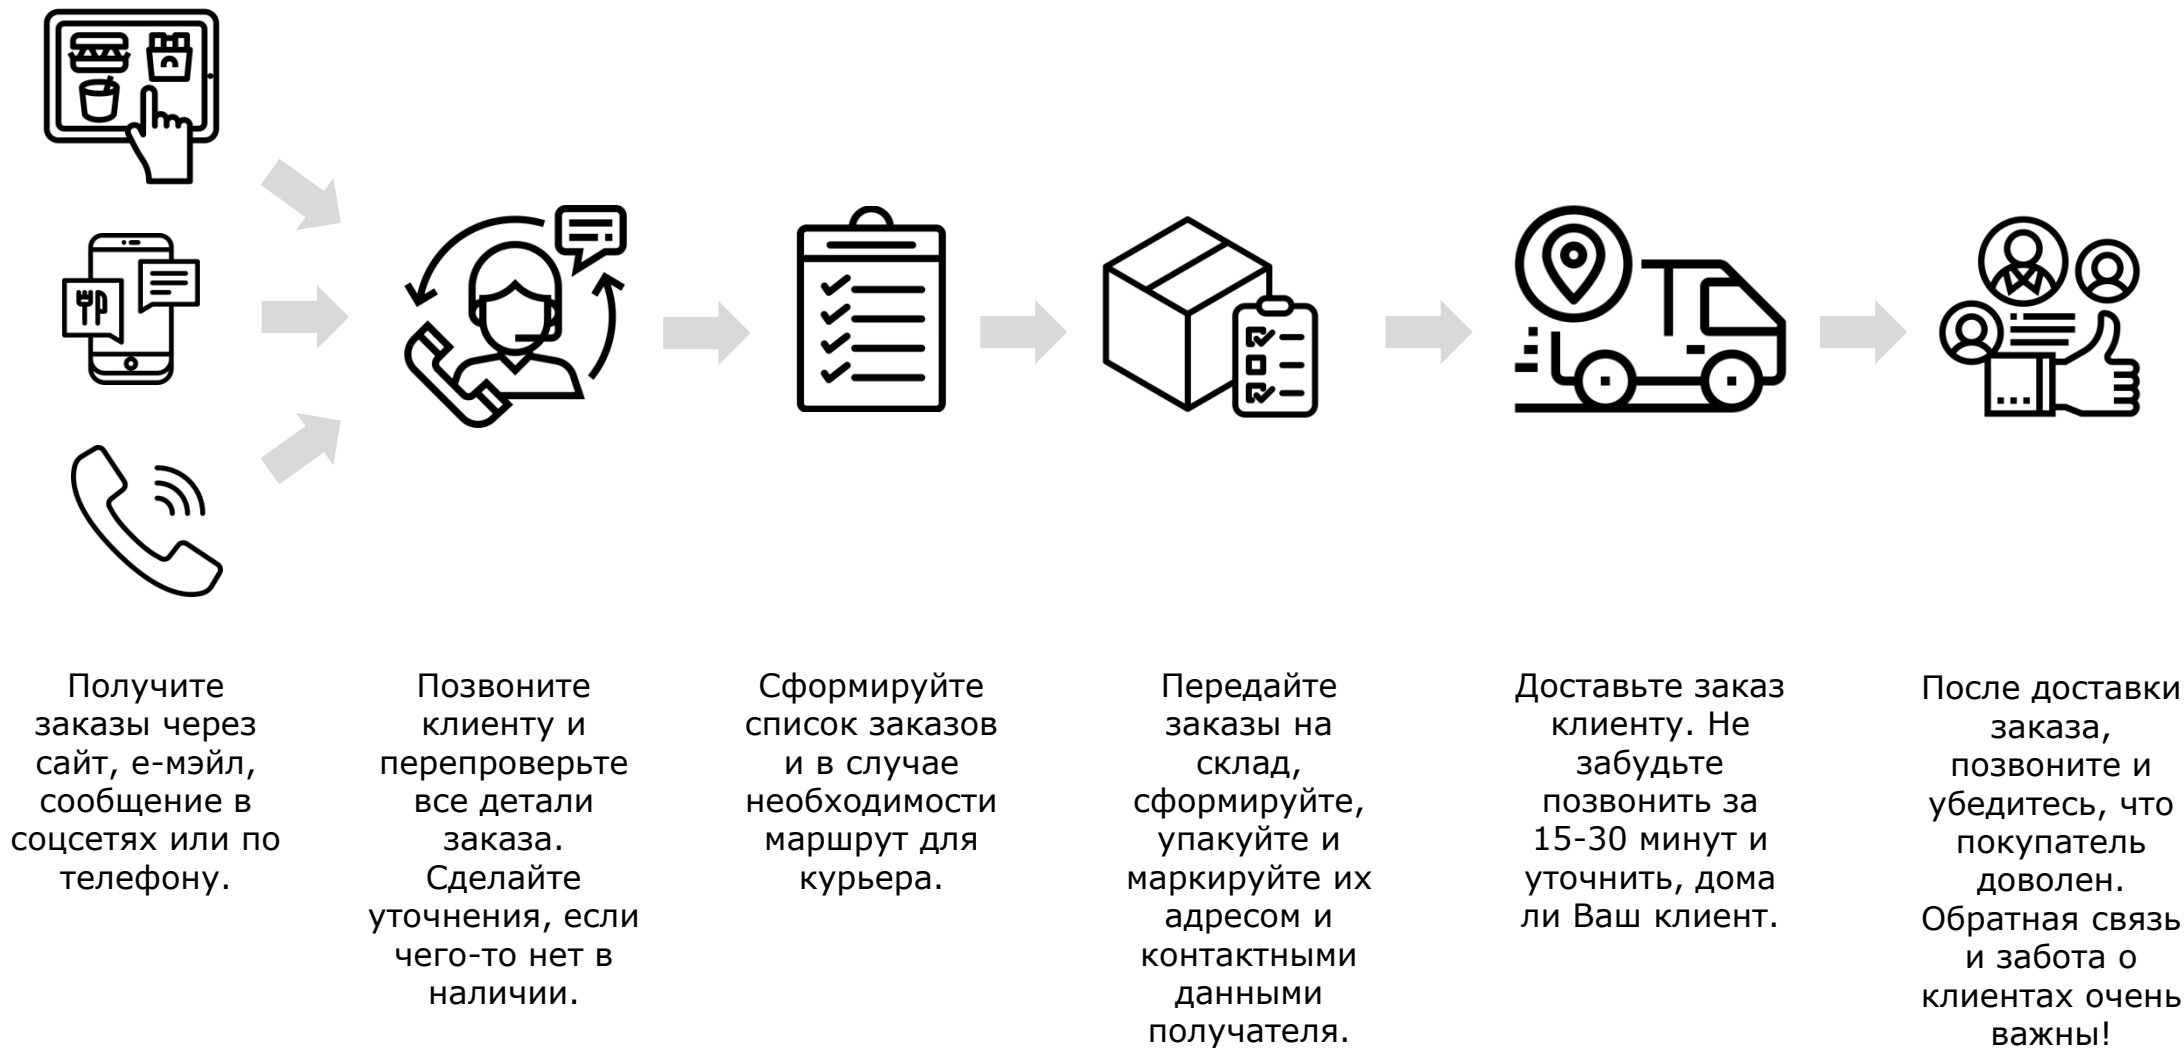 Получите
заказы через
сайт, е-мэйл,
сообщение в
соцсетях или по
телефону.
Позвоните
клиенту и
перепроверьте
все детали
заказа.
Сделайте
уточнения, если
чего-то нет в
наличии.
Сформируйте
список заказов
и в случае
необходимости
маршрут для
курьера.
Передайте
заказы на
склад,
сформируйте,
упакуйте и
маркируйте их
адресом и
контактными
данными
получателя.
Доставьте заказ
клиенту. Не
забудьте
позвонить за
15-30 минут и
уточнить, дома
ли Ваш клиент.
После доставки
заказа,
позвоните и
убедитесь, что
покупатель
доволен.
Обратная связь
и забота о
клиентах очень
важны!